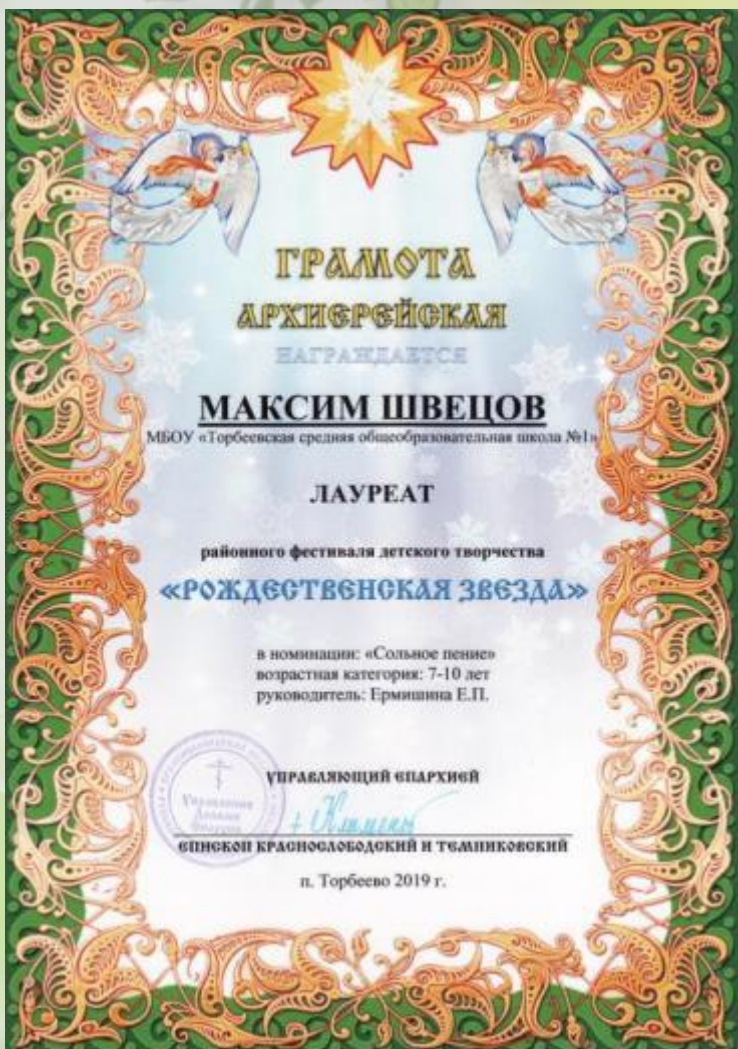 ГРАМОТА
АРХИЕРЕЙСКАЯ
НАГРАЖДАЕТСЯ
МАКСИМ ШВЕЦОВ
МБОУ «Торбеевская средняя общеобразовательная школа №1»
ЛАУРЕАТ
районного фестиваля детского творчества
«РОЖДЕСТВЕНСКАЯ ЗВЕЗДА»
в номинации: «Сольное пение»
возрастная категория: 7-10 лет
руководитель: Ермишина Е.П.
УПРАВЛЯЮЩИЙ ЕПАРХИЕЙ
ЕПИСКОП КРАСНОСЛОБОДСКИЙ И ТЕМНИКОВСКИЙ
п. Торбеево 2019 г.